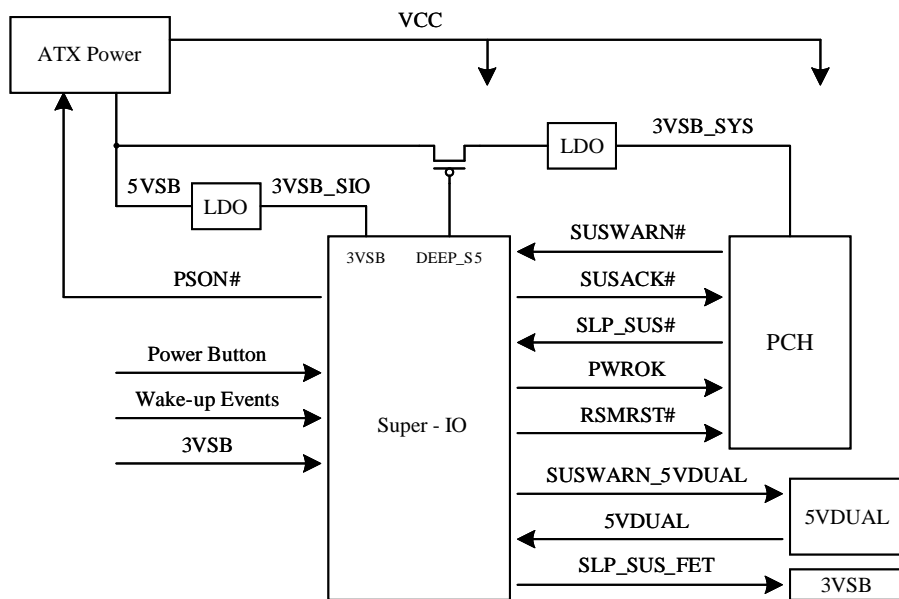 VCC
ATX Power
3VSB_SYS
LDO
5VSB
3VSB_SIO
LDO
3VSB
DEEP_S5
SUSWARN#
PSON#
SUSACK#
SLP_SUS#
PCH
Power Button
PWROK
Wake-up Events
Super - IO
RSMRST#
3VSB
SUSWARN_5VDUAL
5VDUAL
5VDUAL
SLP_SUS_FET
3VSB